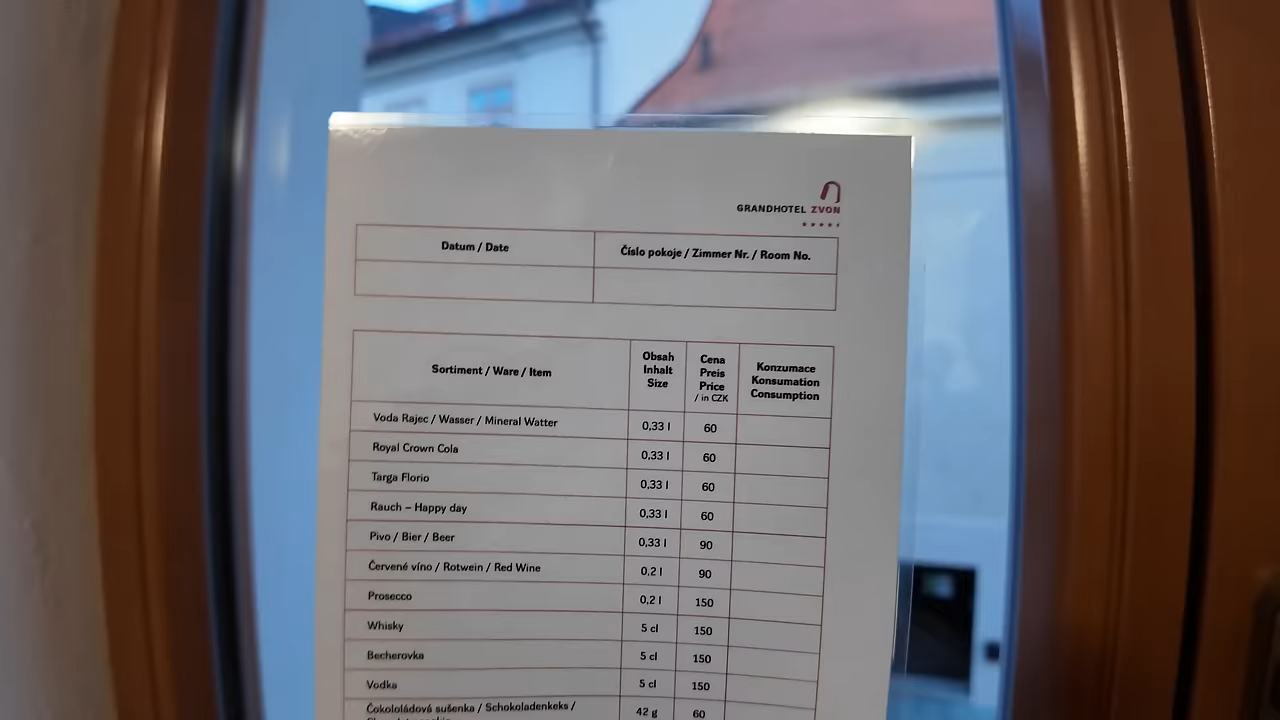 GRANDHOTEL ZVON
Datum / Date
Číslo pokoje / Zimmer Nr. / Room No.
Sortiment / Ware / Item
Obsah
Inhalt
Size
Cena
Preis
Price
/ in CZK
Konzumace
Konsumation
Consumption
Voda Rajec / Wasser / Mineral Watter 0,33 l 60
Royal Crown Cola 0,33 l 60
Targa Florio 0,33 l 60
Rauch – Happy day 0,33 l 60
Pivo / Bier / Beer 0,33 l 90
Červené víno / Rotwein / Red Wine 0,2 l 90
Prosecco 0,2 l 150
Whisky 5 cl 150
Becherovka 5 cl 150
Vodka 5 cl 150
Čokololádová sušenka / Schokoladenkeks / 42 g 60